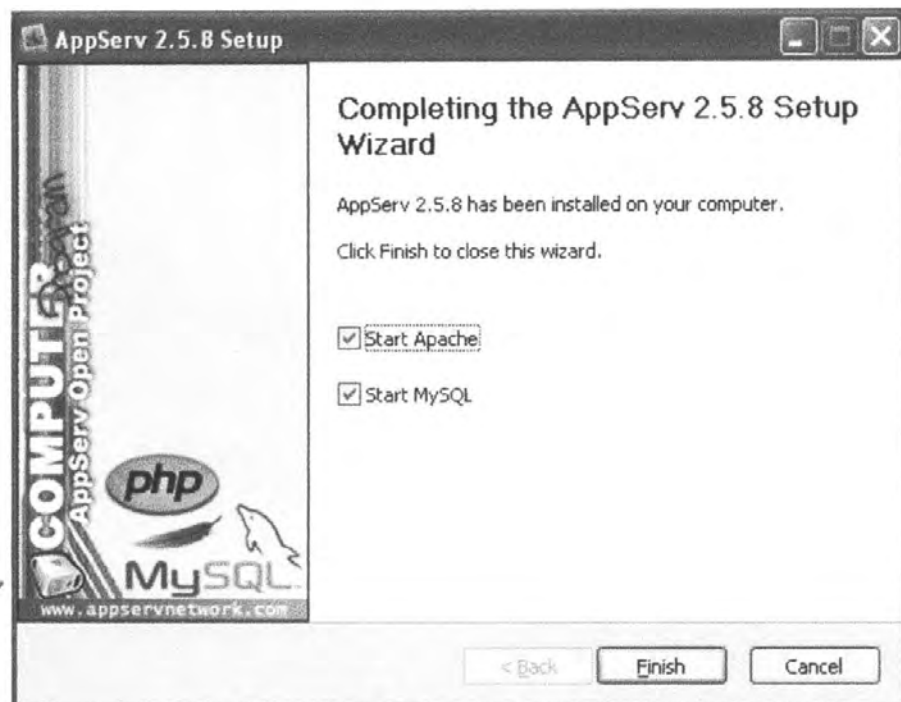 AppServ 2.5.8 Setup
Completing the AppServ 2.5.8 Setup
Wizard
AppServ 2.5.8 has been installed on your computer.
Click Finish to close this wizard.
Start Apache
Start MySQL
COMPUTER
Program
AppServ Open Project
php
MySQL
www.appservnetwork.com
< Back
Finish
Cancel